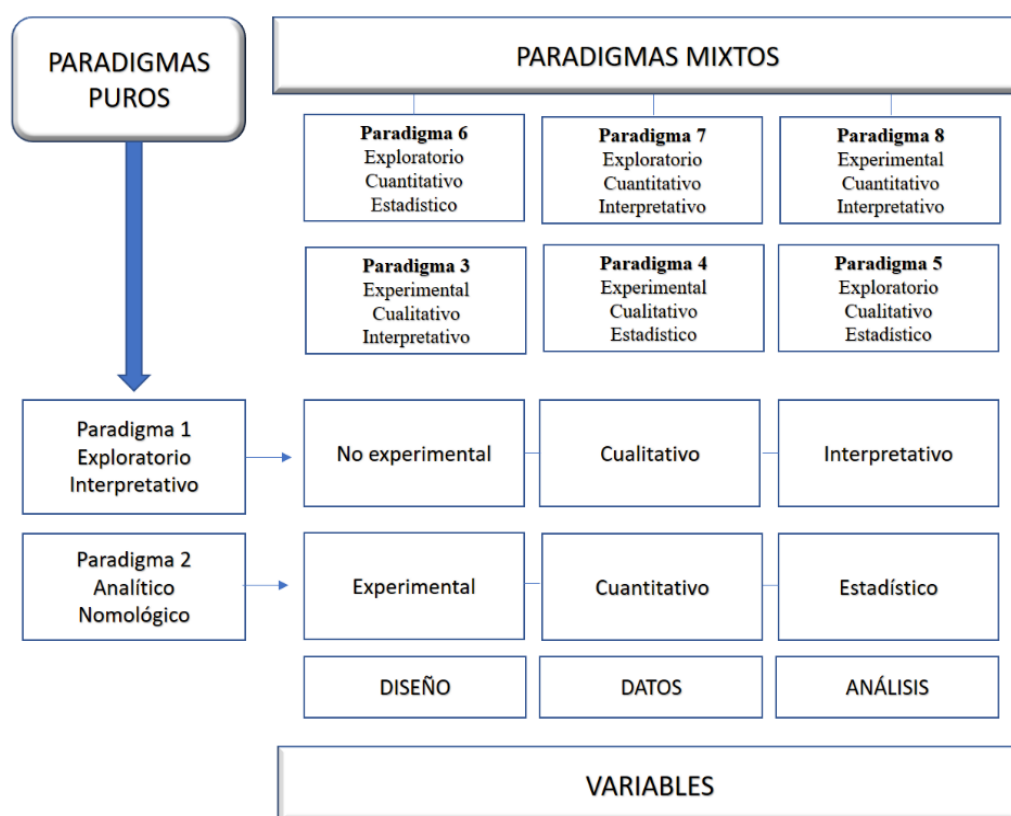 PARADIGMAS
PUROS
PARADIGMAS MIXTOS
Paradigma 6
Exploratorio
Cuantitativo
Estadístico
Paradigma 7
Exploratorio
Cuantitativo
Interpretativo
Paradigma 8
Experimental
Cuantitativo
Interpretativo
Paradigma 3
Experimental
Cualitativo
Interpretativo
Paradigma 4
Experimental
Cualitativo
Estadístico
Paradigma 5
Exploratorio
Cualitativo
Estadístico
Paradigma 1
Exploratorio
Interpretativo
No experimental
Cualitativo
Interpretativo
Paradigma 2
Analítico
Nomológico
Experimental
Cuantitativo
Estadístico
DISEÑO
DATOS
ANÁLISIS
VARIABLES